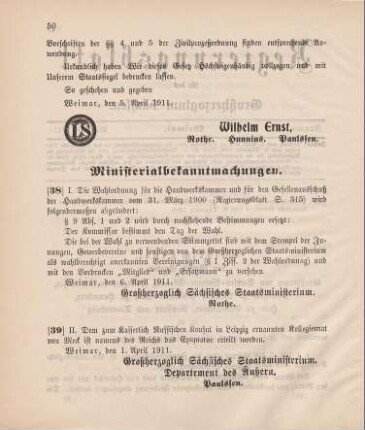 50
Vorschriften der §§ 4 und 5 der Zivilprozeßordnung finden entsprechende An-
wendung.
Urkundlich haben Wir dieses Gesetz Höchsteigenhändig vollzogen und mit
Unserem Staatssiegel bedrucken lassen.
So geschehen und gegeben
Weimar, den 5. April 1911.
LS
Wilhelm Ernst,
Rothe. Hunnius. Paulssen.
Ministerialbekanntmachungen.
[38] I. Die Wahlordnung für die Handwerkskammer und für den Gesellenausschuß
der Handwerkskammer vom 31. März 1900 (Regierungsblatt S. 315) wird
folgendermaßen abgeändert:
§ 9 Abs. 1 und 2 wird durch nachstehende Bestimmungen ersetzt:
Der Kommissar bestimmt den Tag der Wahl.
Die bei der Wahl zu verwendenden Stimmzettel sind mit dem Stempel der In-
nungen, Gewerbevereine und sonstigen von dem Großherzoglichen Staatsministerium als
wahlberechtigt anerkannten Vereinigungen (§ 1 Ziff. 2 der Wahlordnung) und
mit den Vordrucken „Mitglied“ und „Ersatzmann“ zu versehen.
Weimar, den 6. April 1911.
Großherzoglich Sächsisches Staatsministerium.
Rothe.
[39] II. Dem zum Kaiserlich Russischen Konsul in Leipzig ernannten Kollegienrat
von Weck ist namens des Reichs das Exequatur erteilt worden.
Weimar, den 1. April 1911.
Großherzoglich Sächsisches Staatsministerium,
Departement des Äußern.
Paulssen.